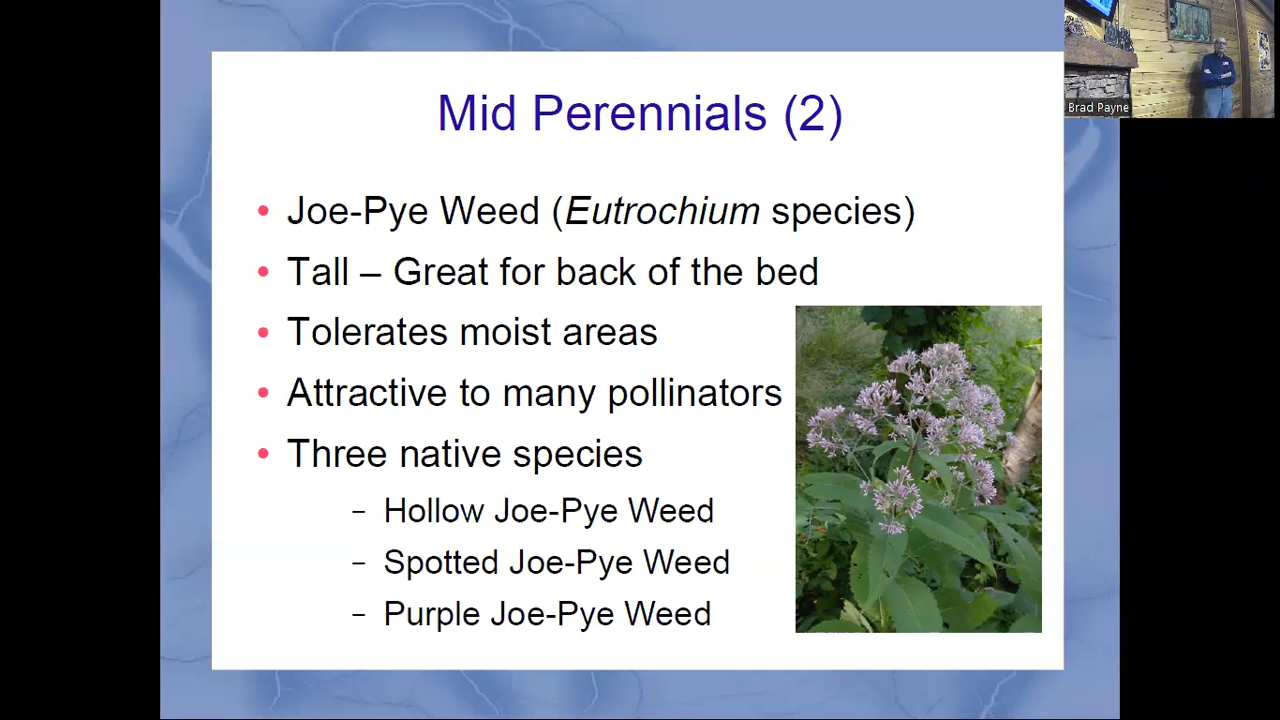 Mid Perennials (2)
• Joe-Pye Weed (Eutrochium species)
• Tall – Great for back of the bed
• Tolerates moist areas
• Attractive to many pollinators
• Three native species
– Hollow Joe-Pye Weed
– Spotted Joe-Pye Weed
– Purple Joe-Pye Weed
Brad Payne